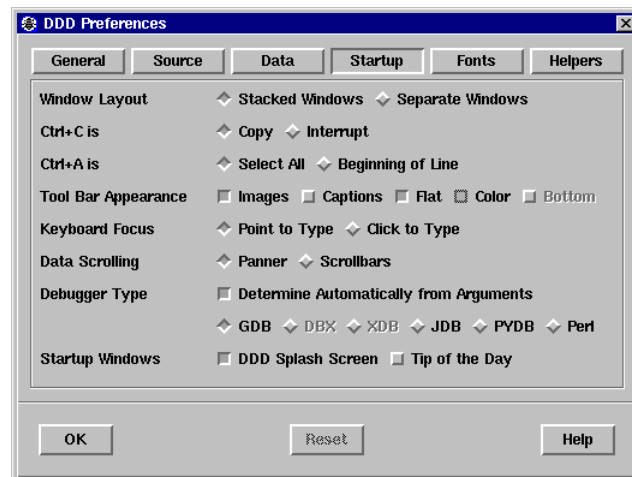 DDD Preferences
General Source Data Startup Fonts Helpers
Window Layout Stacked Windows Separate Windows
Ctrl+C is Copy Interrupt
Ctrl+A is Select All Beginning of Line
Tool Bar Appearance Images Captions Flat Color Bottom
Keyboard Focus Point to Type Click to Type
Data Scrolling Panner Scrollbars
Debugger Type Determine Automatically from Arguments
GDB DBX XDB JDB PYDB Perl
Startup Windows DDD Splash Screen Tip of the Day
OK Reset Help